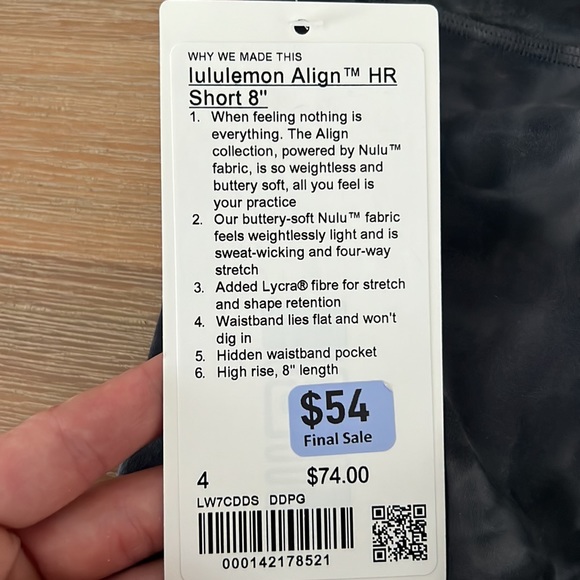 WHY WE MADE THIS
lululemon Align™ HR
Short 8"
1. When feeling nothing is
everything. The Align
collection, powered by Nulu™
fabric, is so weightless and
buttery soft, all you feel is
your practice
2. Our buttery-soft Nulu™ fabric
feels weightlessly light and is
sweat-wicking and four-way
stretch
3. Added Lycra® fibre for stretch
and shape retention
4. Waistband lies flat and won't
dig in
5. Hidden waistband pocket
6. High rise, 8" length
$54
Final Sale
4 $74.00
LW7CDDS DDPG
000142178521